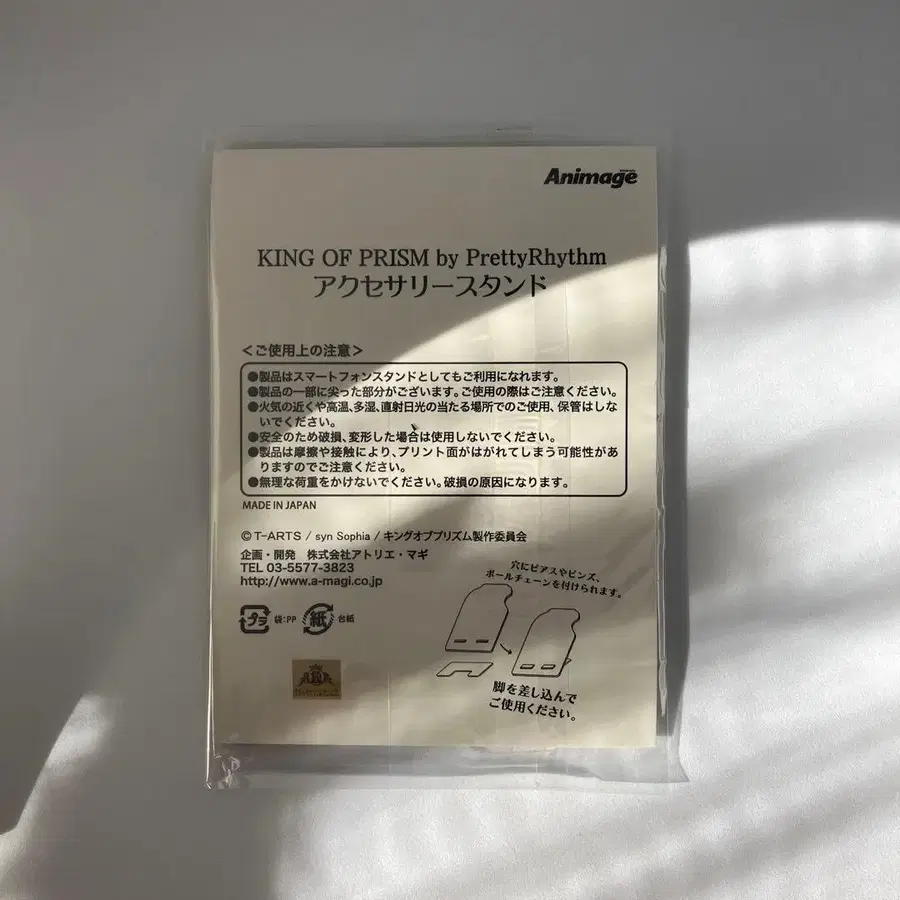 Animage
KING OF PRISM by PrettyRhythm
アクセサリースタンド
＜ご使用上の注意＞
●製品はスマートフォンスタンドとしてもご利用になれます。
●製品の一部に尖った部分がございます。ご使用の際はご注意ください。
●火気の近くや高温、多湿、直射日光の当たる場所でのご使用、保管はしな
いでください。
●安全のため破損、変形した場合は使用しないでください。
●製品は摩擦や接触により、プリント面がはがれてしまう可能性があ
りますのでご注意ください。
●無理な荷重をかけないでください。破損の原因になります。
MADE IN JAPAN
© T-ARTS / syn Sophia / キングオブプリズム製作委員会
企画・開発 株式会社アトリエ・マギ
TEL 03-5577-3823
http://www.a-magi.co.jp
プラ 袋:PP 紙 台紙
穴にピアスやピンズ、
ボールチェーンを付けられます。
脚を差し込んで
ご使用ください。